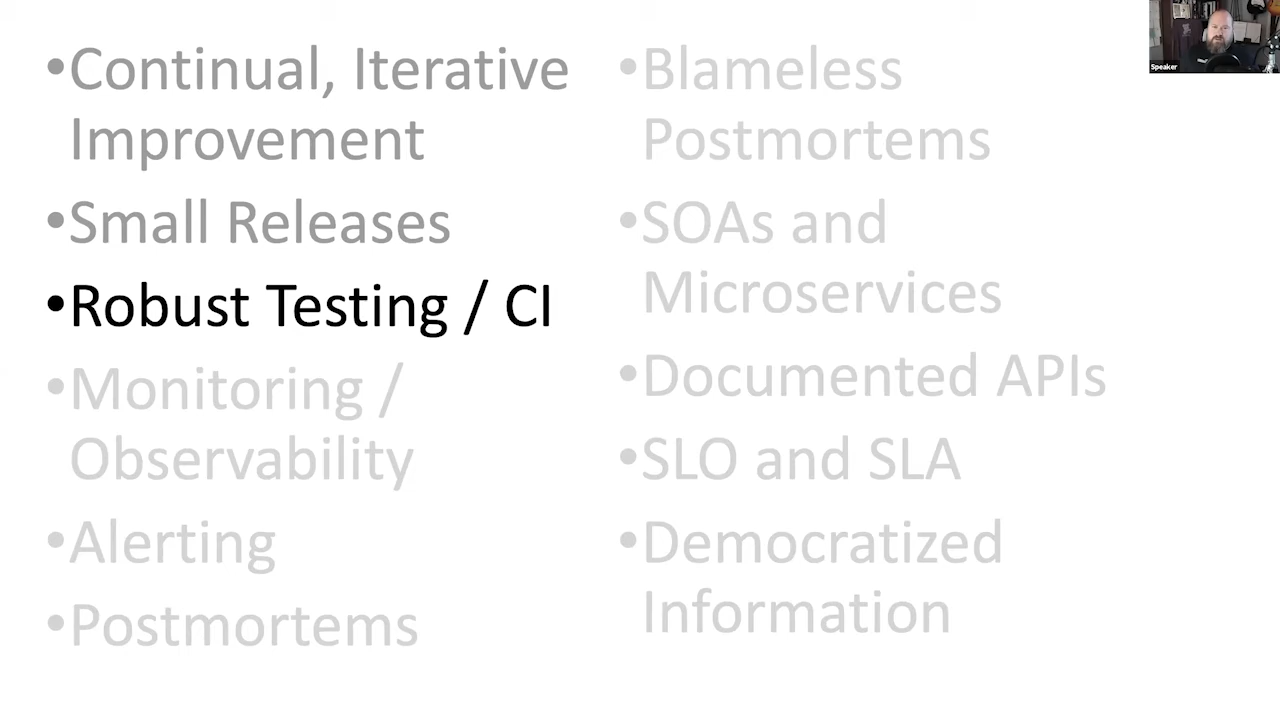 •Continual, Iterative
Improvement
•Small Releases
•Robust Testing / CI
•Monitoring /
Observability
•Alerting
•Postmortems
•Blameless
Postmortems
•SOAs and
Microservices
•Documented APIs
•SLO and SLA
•Democratized
Information
Speaker